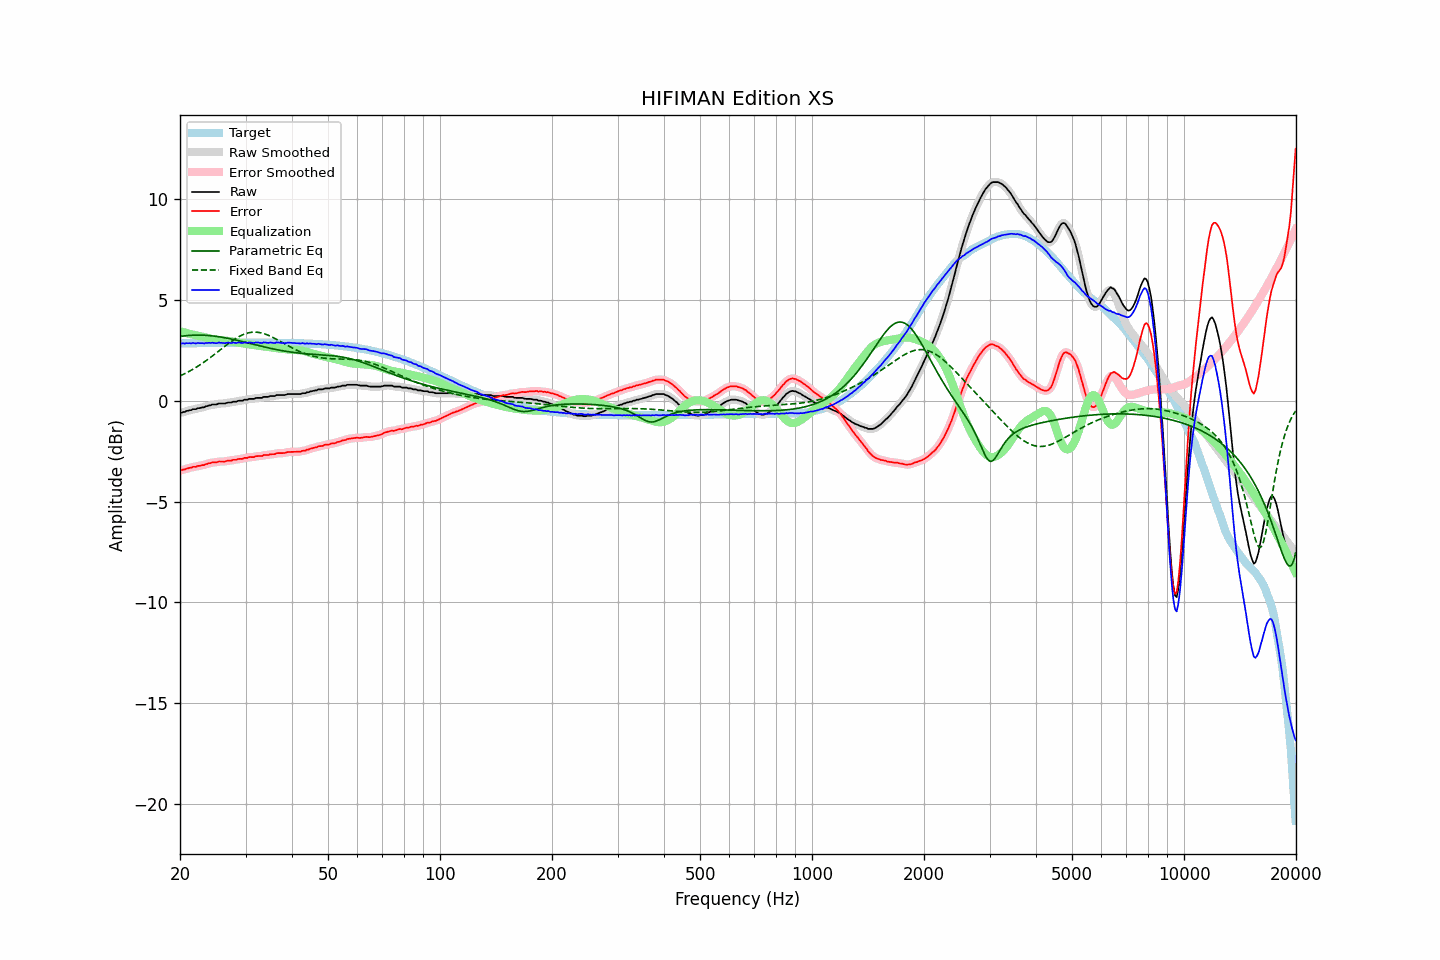 HIFIMAN Edition XS
Target
Raw Smoothed
Error Smoothed
Raw
Error
Equalization
Parametric Eq
Fixed Band Eq
Equalized
10
5
0
−5
−10
−15
−20
Amplitude (dBr)
20
50
100
200
500
1000
2000
5000
10000
20000
Frequency (Hz)